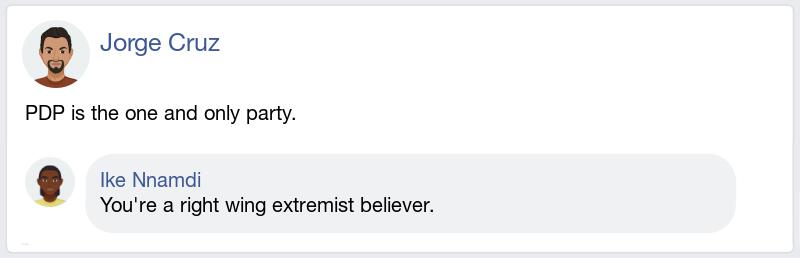 Jorge Cruz
PDP is the one and only party.
Ike Nnamdi
You're a right wing extremist believer.